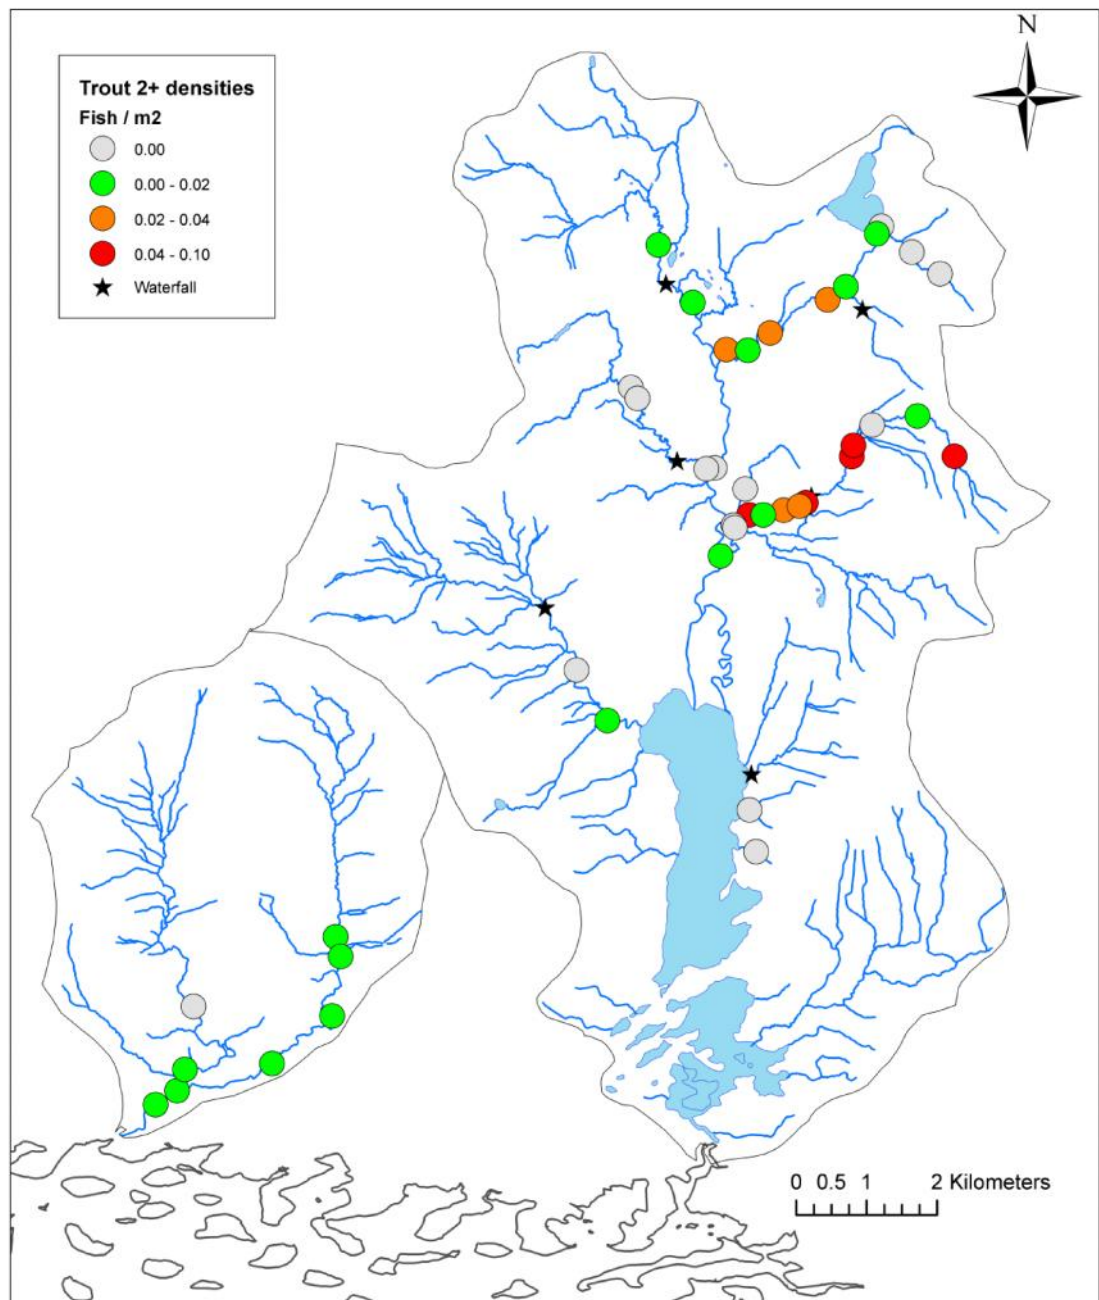 N
Trout 2+ densities
Fish / m2
0.00
0.00 - 0.02
0.02 - 0.04
0.04 - 0.10
Waterfall
0 0.5 1 2 Kilometers